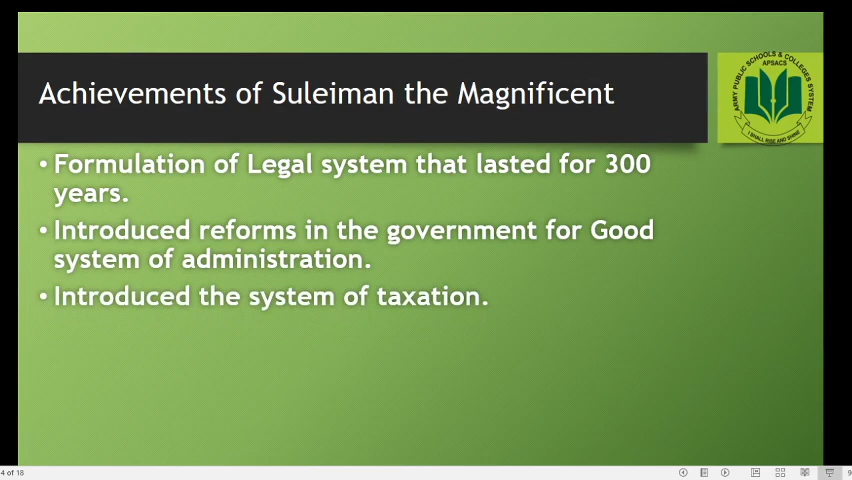 Achievements of Suleiman the Magnificent
ARMY PUBLIC SCHOOLS & COLLEGES SYSTEM
APSACS
I SHALL RISE AND SHINE
• Formulation of Legal system that lasted for 300
years.
• Introduced reforms in the government for Good
system of administration.
• Introduced the system of taxation.
4 of 18
9